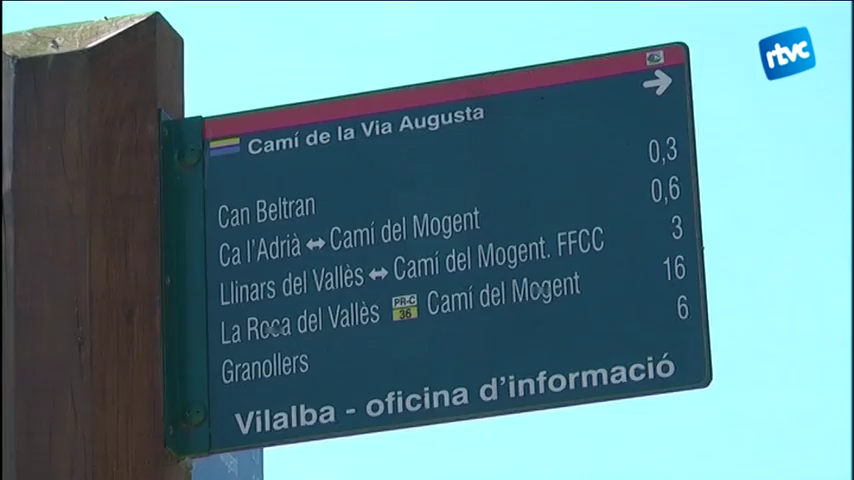 rtvc
Camí de la Via Augusta
Can Beltran 0,3
Ca l'Adrià ↔ Camí del Mogent 0,6
Llinars del Vallès ↔ Camí del Mogent. FFCC 3
La Roca del Vallès PR-C 36 Camí del Mogent 16
Granollers 6
Vilalba - oficina d'informació